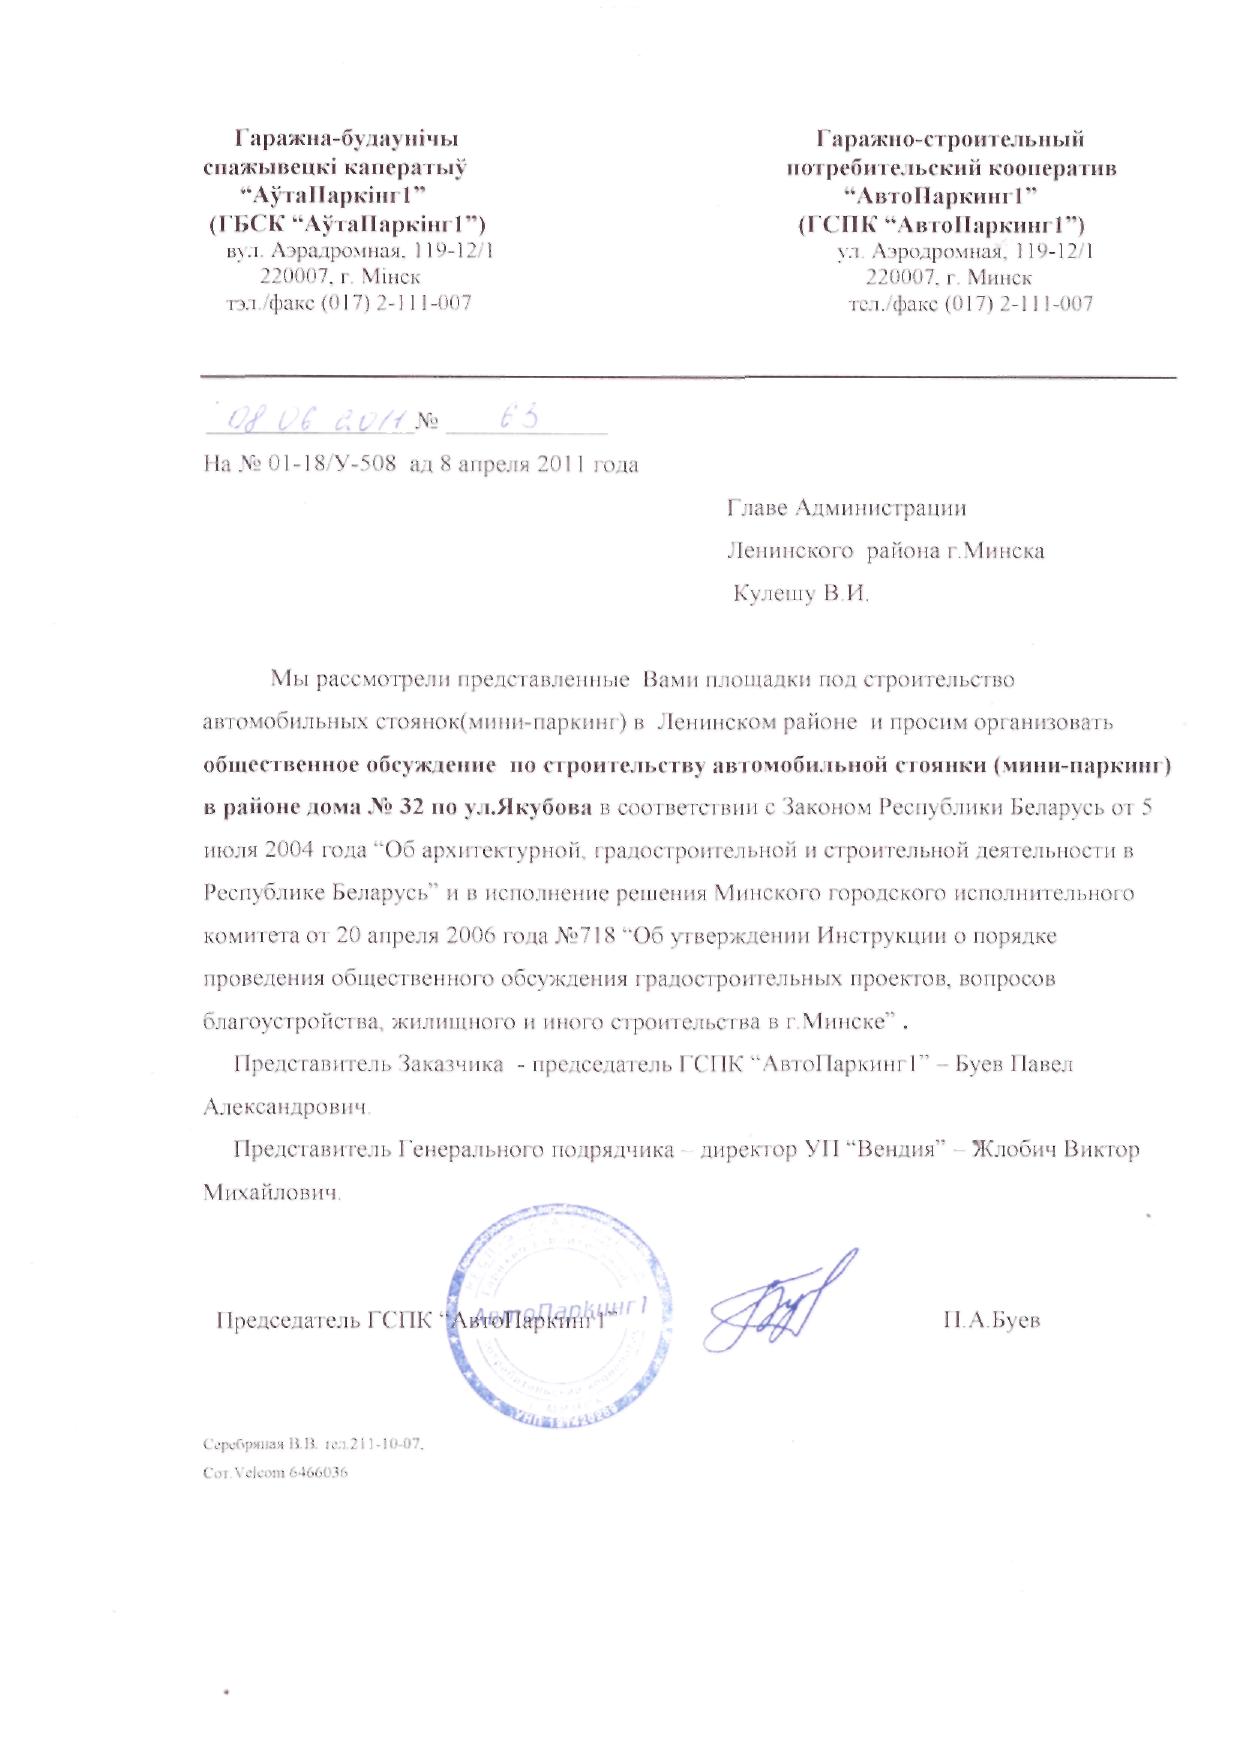 Гаражна-будаўнічы
спажывецкі каператыў
“АўтаПаркінг1”
(ГБСК “АўтаПаркінг1”)
вул. Аэрадромная, 119-12/1
220007, г. Мінск
тэл./факс (017) 2-111-007
Гаражно-строительный
потребительский кооператив
“АвтоПаркинг1”
(ГСПК “АвтоПаркинг1”)
ул. Аэродромная, 119-12/1
220007, г. Минск
тел./факс (017) 2-111-007
08 06 2011 № 63
На № 01-18/У-508 ад 8 апреля 2011 года
Главе Администрации
Ленинского района г.Минска
Кулешу В.И.
Мы рассмотрели представленные Вами площадки под строительство
автомобильных стоянок(мини-паркинг) в Ленинском районе и просим организовать
общественное обсуждение по строительству автомобильной стоянки (мини-паркинг)
в районе дома № 32 по ул.Якубова в соответствии с Законом Республики Беларусь от 5
июля 2004 года “Об архитектурной, градостроительной и строительной деятельности в
Республике Беларусь” и в исполнение решения Минского городского исполнительного
комитета от 20 апреля 2006 года №718 “Об утверждении Инструкции о порядке
проведения общественного обсуждения градостроительных проектов, вопросов
благоустройства, жилищного и иного строительства в г.Минске” .
Представитель Заказчика - председатель ГСПК “АвтоПаркинг1” – Буев Павел
Александрович.
Представитель Генерального подрядчика – директор УП “Вендия” – Жлобич Виктор
Михайлович.
Председатель ГСПК “АвтоПаркинг1” П.А.Буев
АвтоПаркинг1
Серебряная В.В. тел.211-10-07,
Сот.Velcom 6466036